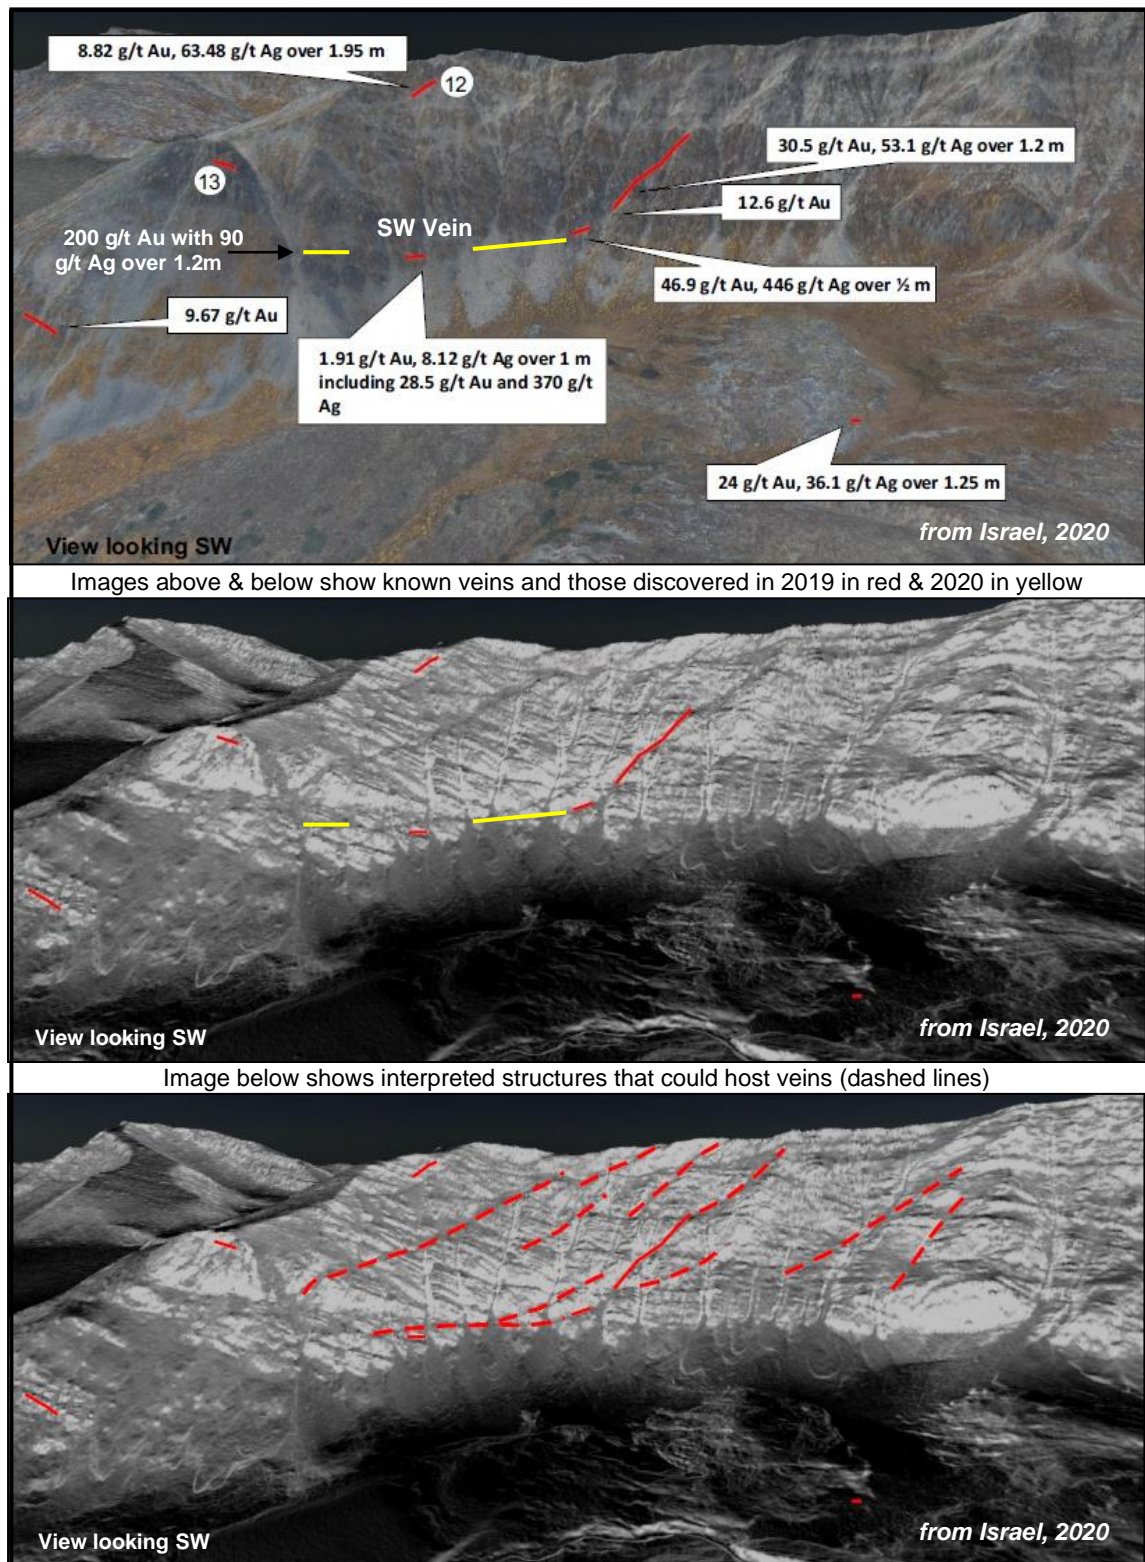 8.82 g/t Au, 63.48 g/t Ag over 1.95 m
12
30.5 g/t Au, 53.1 g/t Ag over 1.2 m
13
12.6 g/t Au
SW Vein
200 g/t Au with 90
g/t Ag over 1.2m
46.9 g/t Au, 446 g/t Ag over ½ m
9.67 g/t Au
1.91 g/t Au, 8.12 g/t Ag over 1 m
including 28.5 g/t Au and 370 g/t
Ag
24 g/t Au, 36.1 g/t Ag over 1.25 m
View looking SW
from Israel, 2020
Images above & below show known veins and those discovered in 2019 in red & 2020 in yellow
View looking SW
from Israel, 2020
Image below shows interpreted structures that could host veins (dashed lines)
View looking SW
from Israel, 2020